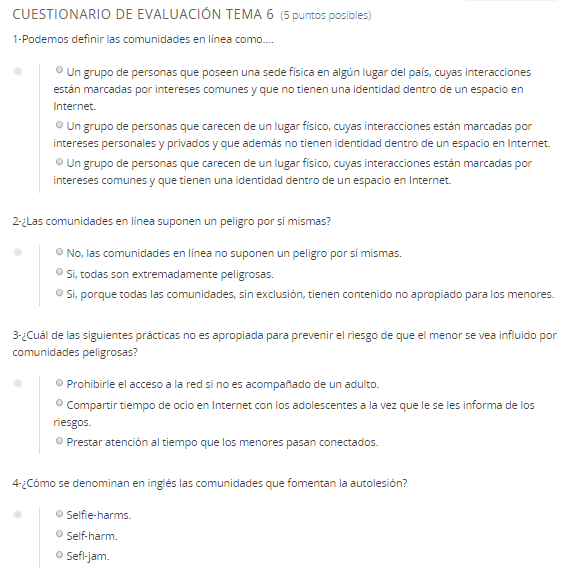 CUESTIONARIO DE EVALUACIÓN TEMA 6 (5 puntos posibles)
1-Podemos definir las comunidades en línea como....
Un grupo de personas que poseen una sede física en algún lugar del país, cuyas interacciones
están marcadas por intereses comunes y que no tienen una identidad dentro de un espacio en
Internet.
Un grupo de personas que carecen de un lugar físico, cuyas interacciones están marcadas por
intereses personales y privados y que además no tienen identidad dentro de un espacio en Internet.
Un grupo de personas que carecen de un lugar físico, cuyas interacciones están marcadas por
intereses comunes y que tienen una identidad dentro de un espacio en Internet.
2-¿Las comunidades en línea suponen un peligro por sí mismas?
No, las comunidades en línea no suponen un peligro por sí mismas.
Si, todas son extremadamente peligrosas.
Si, porque todas las comunidades, sin exclusión, tienen contenido no apropiado para los menores.
3-¿Cuál de las siguientes prácticas no es apropiada para prevenir el riesgo de que el menor se vea influido por
comunidades peligrosas?
Prohibirle el acceso a la red si no es acompañado de un adulto.
Compartir tiempo de ocio en Internet con los adolescentes a la vez que le se les informa de los
riesgos.
Prestar atención al tiempo que los menores pasan conectados.
4-¿Cómo se denominan en inglés las comunidades que fomentan la autolesión?
Selfie-harms.
Self-harm.
Sefl-jam.